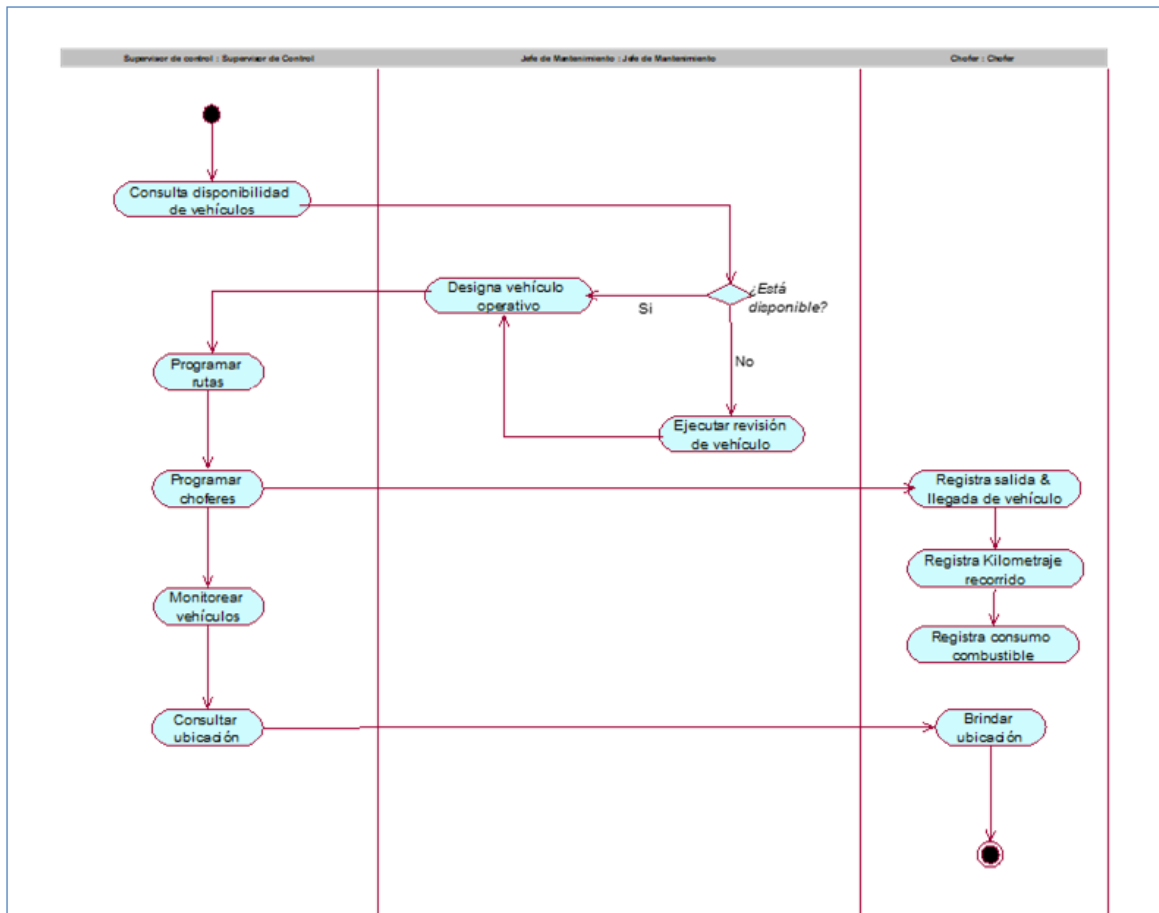 Supervisor de control : Supervisor de Control
Jefe de Mantenimiento : Jefe de Mantenimiento
Chofer : Chofer
Consulta disponibilidad
de vehículos
Designa vehículo
operativo
Si
¿Está
disponible?
No
Programar
rutas
Ejecutar revisión
de vehículo
Programar
choferes
Registra salida &
llegada de vehículo
Registra Kilometraje
recorrido
Monitorear
vehículos
Registra consumo
combustible
Consultar
ubicación
Brindar
ubicación